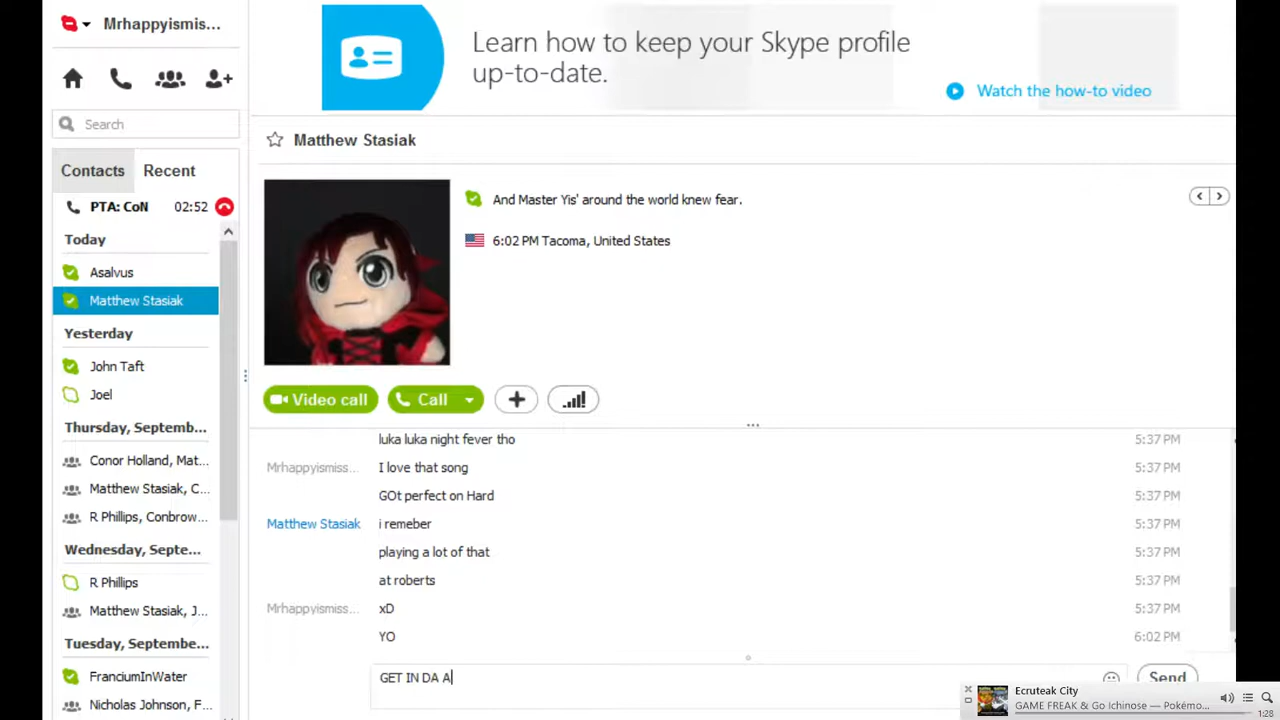 Mrhappyismis...
Learn how to keep your Skype profile
up-to-date.
Watch the how-to video
Search
Contacts Recent
PTA: CoN 02:52
Today
Asalvus
Matthew Stasiak
Yesterday
John Taft
Joel
Thursday, Septemb...
Conor Holland, Mat...
Matthew Stasiak, C...
R Phillips, Conbrow...
Wednesday, Septe...
R Phillips
Matthew Stasiak, J...
Tuesday, Septembe...
FranciumInWater
Nicholas Johnson, F...
Matthew Stasiak
And Master Yis' around the world knew fear.
6:02 PM Tacoma, United States
Video call
Call
luka luka night fever tho 5:37 PM
Mrhappyismiss... I love that song 5:37 PM
GOt perfect on Hard 5:37 PM
Matthew Stasiak i remeber 5:37 PM
playing a lot of that 5:37 PM
at roberts 5:37 PM
Mrhappyismiss... xD 5:37 PM
YO 6:02 PM
GET IN DA A
Send
Ecruteak City
GAME FREAK & Go Ichinose — Pokémo...
1:28